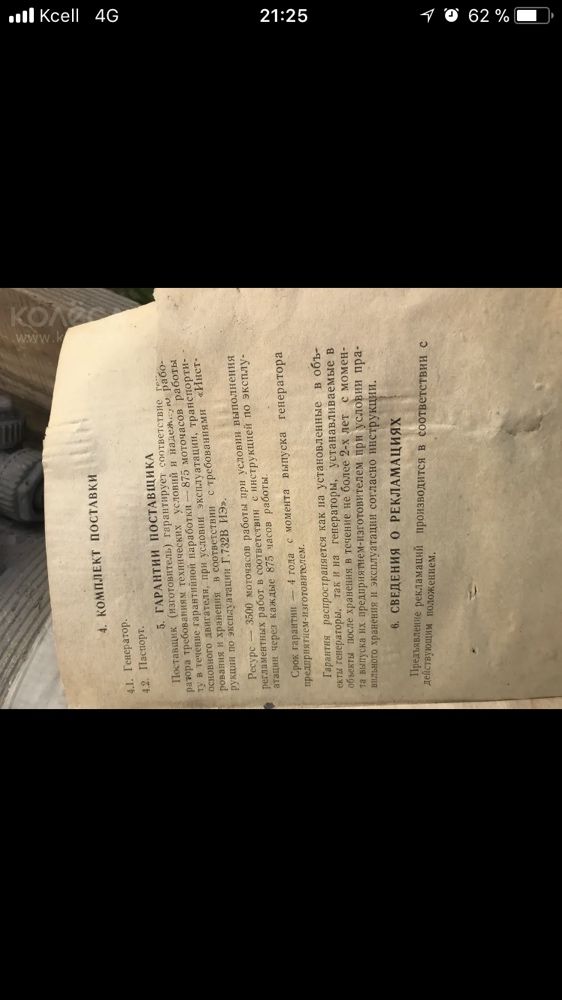 Kcell 4G 21:25 62 %
4. КОМПЛЕКТ ПОСТАВКИ
4.1. Генератор.
4.2. Паспорт.
5. ГАРАНТИИ ПОСТАВЩИКА
Поставщик (изготовитель) гарантирует соответствие
ратора требованиям технических условий и надежную рабо-
ту в течение гарантийной наработки — 875 моточасов работы
основного двигателя, при условии эксплуатации, транспорти-
рования и хранения в соответствии с требованиями «Инст-
рукции по эксплуатации Г.732В ИЭ».
Ресурс — 3500 моточасов работы при условии выполнения
регламентных работ в соответствии с инструкцией по эксплу-
атации через каждые 875 часов работы
Срок гарантии — 4 года с момента выпуска генератора
предприятием-изготовителем.
Гарантия распространяется как на установленные в объ-
екты генераторы, так и на генераторы, устанавливаемые в
объекты после хранения в течение не более 2-х лет с момен-
та выпуска их предприятием-изготовителем при условии пра-
вильного хранения и эксплуатации согласно инструкции.
6. СВЕДЕНИЯ О РЕКЛАМАЦИЯХ
Предъявление рекламаций производится в соответствии с
действующим положением.